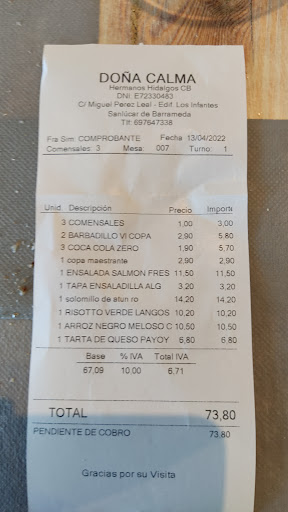 DOÑA CALMA
Hermanos Hidalgos CB
DNI: E72330483
C/ Miguel Perez Leal - Edif. Los Infantes
Sanlúcar de Barrameda
Tlf: 697647338
Fra Sim: COMPROBANTE Fecha 13/04/2022
Comensales: 3 Mesa: 007 Turno: 1
Unid Descripción Precio Importe
3 COMENSALES 1,00 3,00
2 BARBADILLO VI COPA 2,90 5,80
3 COCA COLA ZERO 1,90 5,70
1 copa maestrante 2,90 2,90
1 ENSALADA SALMON FRES 11,50 11,50
1 TAPA ENSALADILLA ALG 3,20 3,20
1 solomillo de atun ro 14,20 14,20
1 RISOTTO VERDE LANGOS 10,20 10,20
1 ARROZ NEGRO MELOSO C 10,50 10,50
1 TARTA DE QUESO PAYOY 6,80 6,80
Base % IVA Total IVA
67,09 10,00 6,71
TOTAL 73,80
PENDIENTE DE COBRO 73,80
Gracias por su Visita